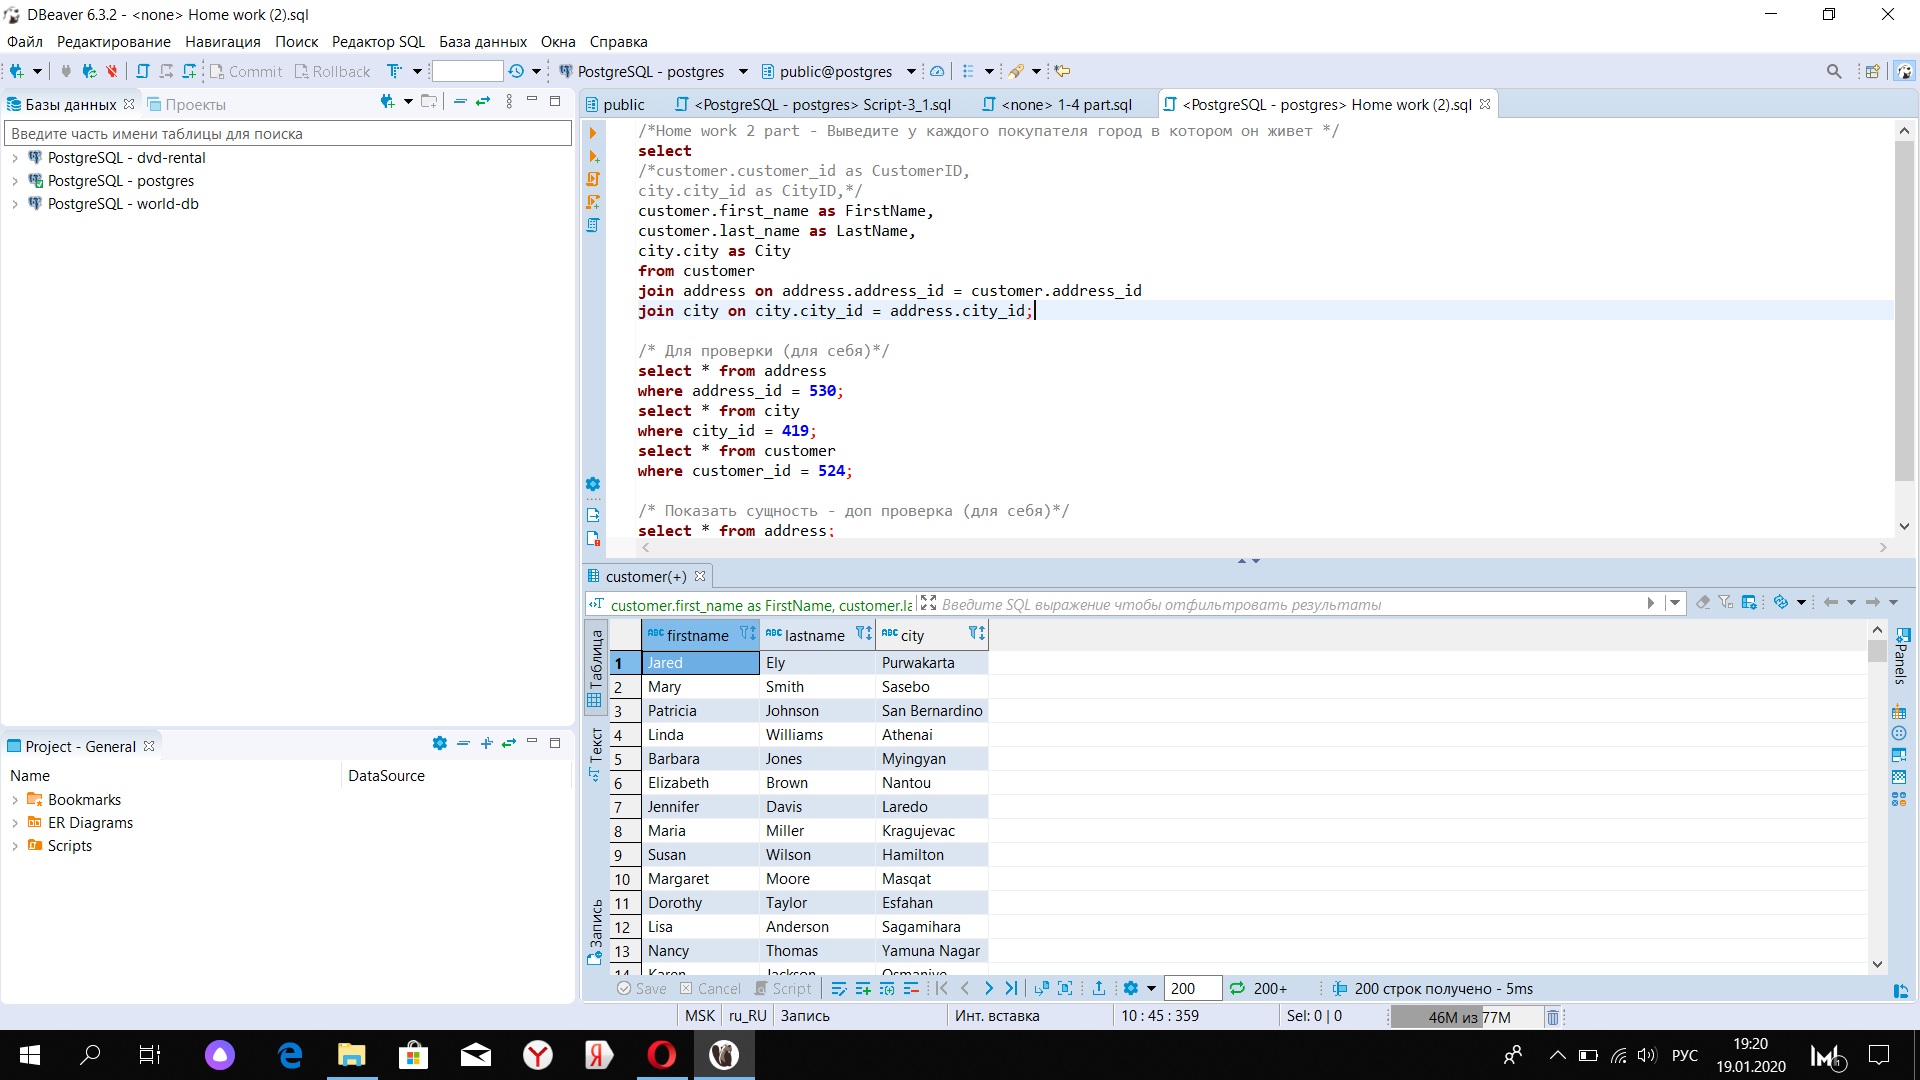 DBeaver 6.3.2 - <none> Home work (2).sql
Файл Редактирование Навигация Поиск Редактор SQL База данных Окна Справка
Commit Rollback PostgreSQL - postgres public@postgres
Базы данных Проекты
Введите часть имени таблицы для поиска
PostgreSQL - dvd-rental
PostgreSQL - postgres
PostgreSQL - world-db
Project - General
Name DataSource
Bookmarks
ER Diagrams
Scripts
public <PostgreSQL - postgres> Script-3_1.sql <none> 1-4 part.sql <PostgreSQL - postgres> Home work (2).sql
/*Home work 2 part - Выведите у каждого покупателя город в котором он живет */
select
/*customer.customer_id as CustomerID,
city.city_id as CityID,*/
customer.first_name as FirstName,
customer.last_name as LastName,
city.city as City
from customer
join address on address.address_id = customer.address_id
join city on city.city_id = address.city_id;
/* Для проверки (для себя)*/
select * from address
where address_id = 530;
select * from city
where city_id = 419;
select * from customer
where customer_id = 524;
/* Показать сущность - доп проверка (для себя)*/
select * from address;
customer(+)
customer.first_name as FirstName, customer.la Введите SQL выражение чтобы отфильтровать результаты
Таблица
Текст
Запись
Panels
ABC firstname ABC lastname ABC city
1 Jared Ely Purwakarta
2 Mary Smith Sasebo
3 Patricia Johnson San Bernardino
4 Linda Williams Athenai
5 Barbara Jones Myingyan
6 Elizabeth Brown Nantou
7 Jennifer Davis Laredo
8 Maria Miller Kragujevac
9 Susan Wilson Hamilton
10 Margaret Moore Masqat
11 Dorothy Taylor Esfahan
12 Lisa Anderson Sagamihara
13 Nancy Thomas Yamuna Nagar
14 Karen Jackson Osmaniye
Save Cancel Script 200 200+ 200 строк получено - 5ms
MSK ru_RU Запись Инт. вставка 10 : 45 : 359 Sel: 0 | 0 46M из 77M
РУС 19:20
19.01.2020